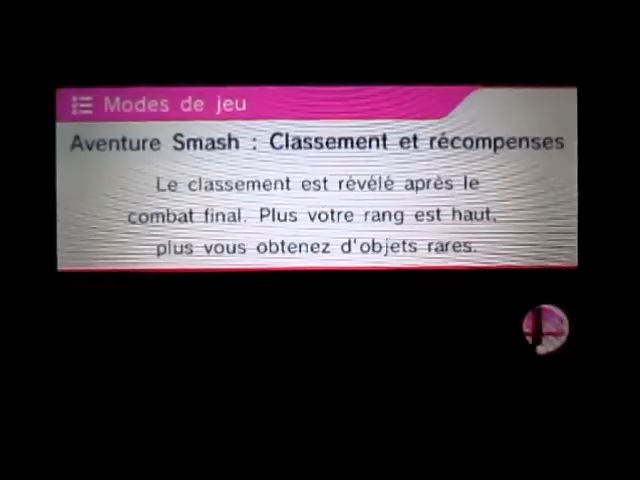 Modes de jeu
Aventure Smash : Classement et récompenses
Le classement est révélé après le
combat final. Plus votre rang est haut,
plus vous obtenez d'objets rares.